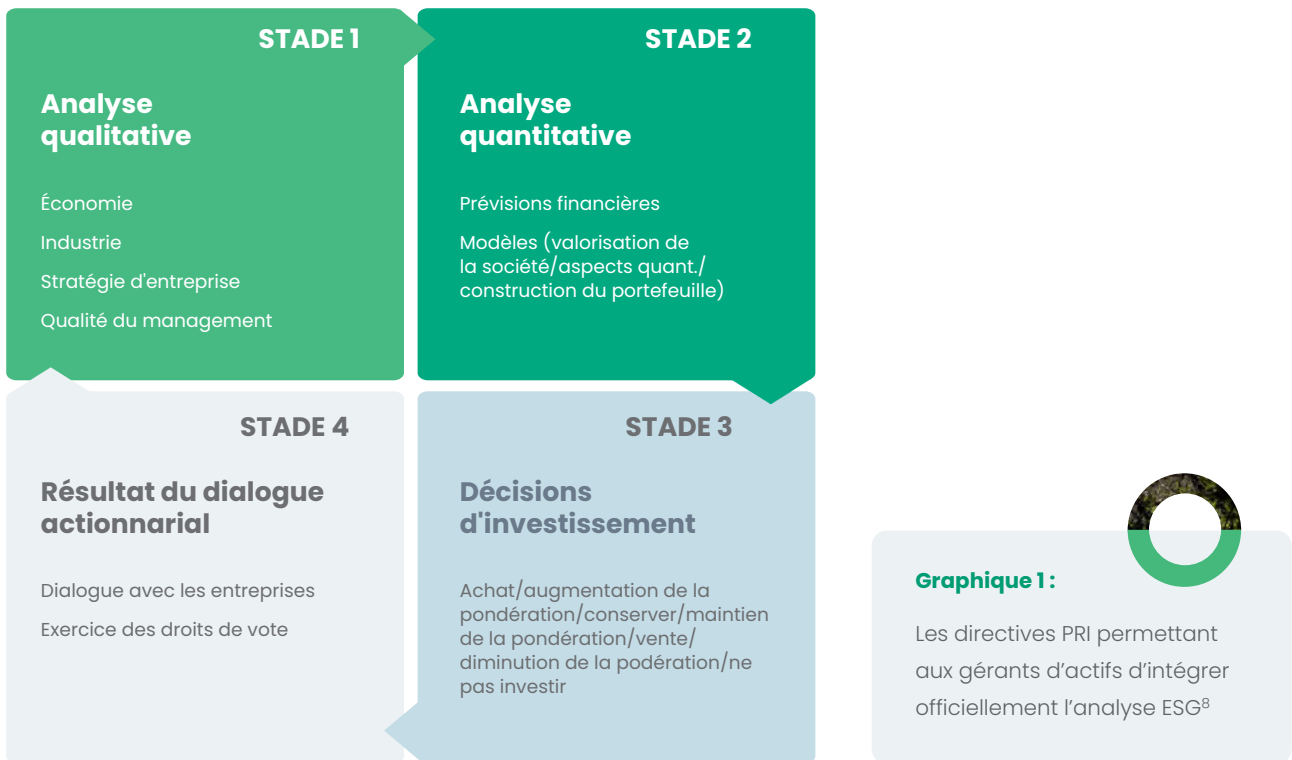 STADE 1
Analyse
qualitative
Économie
Industrie
Stratégie d'entreprise
Qualité du management
STADE 2
Analyse
quantitative
Prévisions financières
Modèles (valorisation de
la société/aspects quant./
construction du portefeuille)
STADE 4
Résultat du dialogue
actionnarial
Dialogue avec les entreprises
Exercice des droits de vote
STADE 3
Décisions
d'investissement
Achat/augmentation de la
pondération/conserver/maintien
de la pondération/vente/
diminution de la podération/ne
pas investir
Graphique 1 :
Les directives PRI permettant
aux gérants d’actifs d’intégrer
officiellement l’analyse ESG⁸